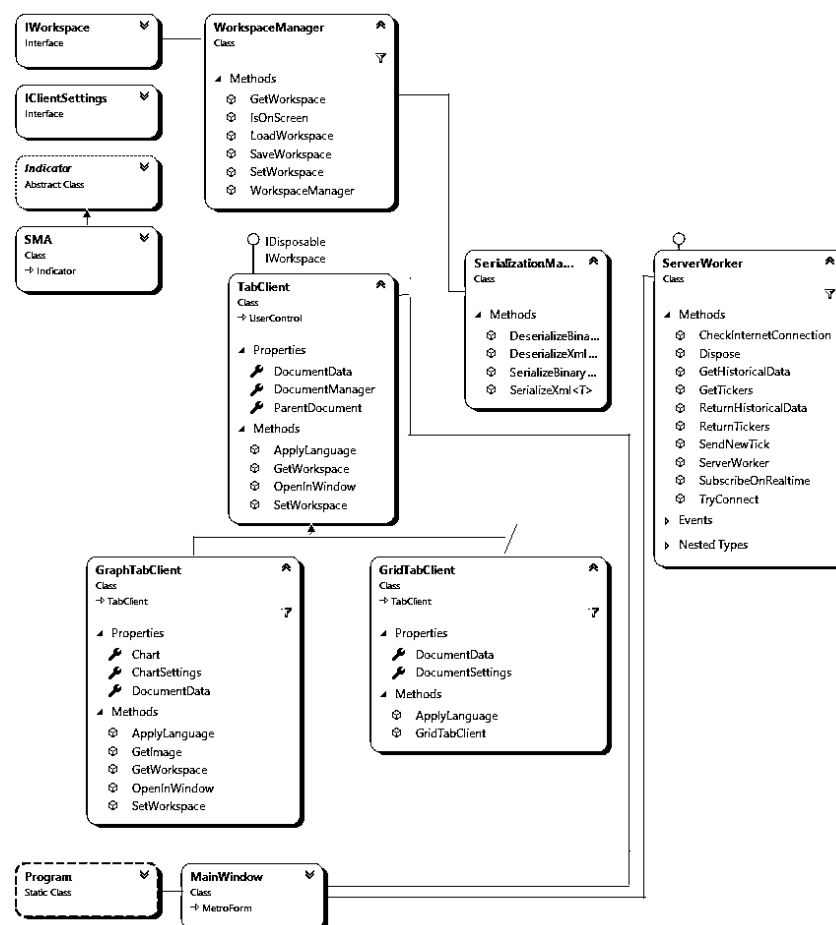 IWorkspace
Interface
IClientSettings
Interface
Indicator
Abstract Class
SMA
Class
→ Indicator
WorkspaceManager
Class
Methods
GetWorkspace
IsOnScreen
LoadWorkspace
SaveWorkspace
SetWorkspace
WorkspaceManager
IDisposable
IWorkspace
TabClient
Class
→ UserControl
Properties
DocumentData
DocumentManager
ParentDocument
Methods
ApplyLanguage
GetWorkspace
OpenInWindow
SetWorkspace
SerializationMa...
Class
Methods
DeserializeBina...
DeserializeXml...
SerializeBinary...
SerializeXml<T>
ServerWorker
Class
Methods
CheckInternetConnection
Dispose
GetHistoricalData
GetTickers
ReturnHistoricalData
ReturnTickers
SendNewTick
ServerWorker
SubscribeOnRealtime
TryConnect
Events
Nested Types
GraphTabClient
Class
→ TabClient
Properties
Chart
ChartSettings
DocumentData
Methods
ApplyLanguage
GetImage
GetWorkspace
OpenInWindow
SetWorkspace
GridTabClient
Class
→ TabClient
Properties
DocumentData
DocumentSettings
Methods
ApplyLanguage
GridTabClient
Program
Static Class
MainWindow
Class
→ MetroForm